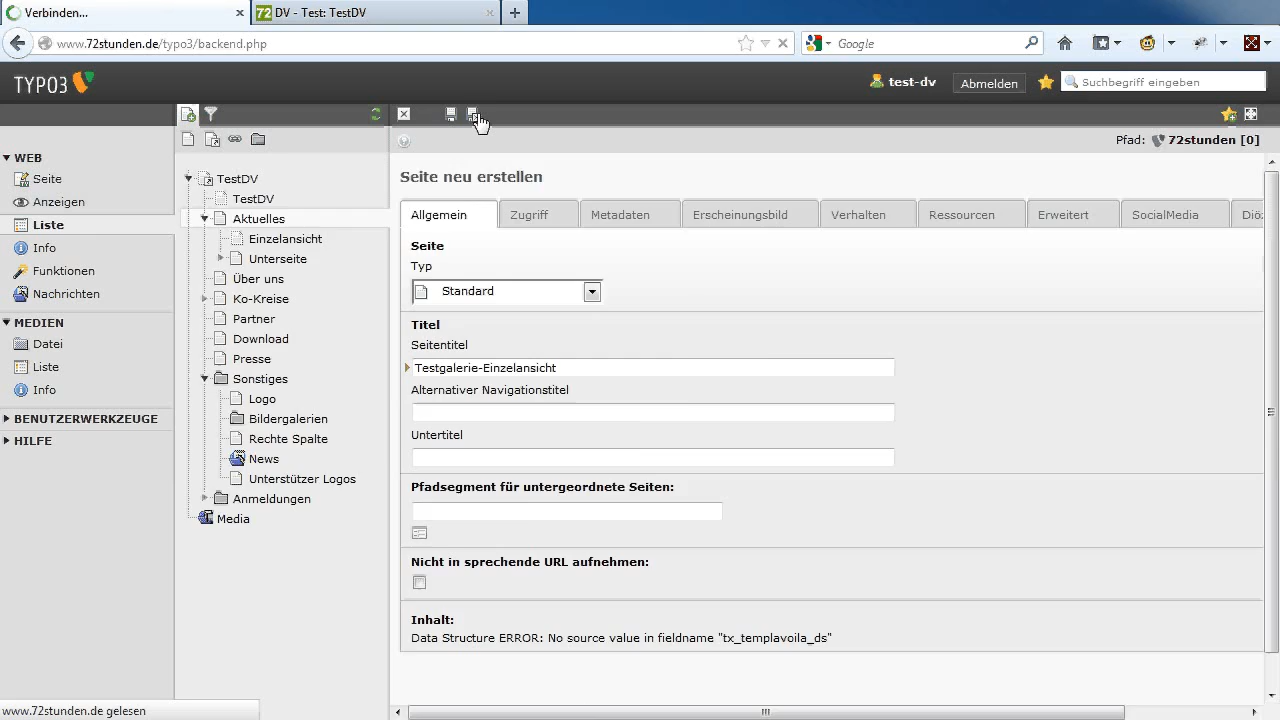 Verbinden...
72 DV - Test: TestDV
www.72stunden.de/typo3/backend.php
Google
TYPO3
test-dv
Abmelden
Suchbegriff eingeben
Pfad: 72stunden [0]
WEB
Seite
Anzeigen
Liste
Info
Funktionen
Nachrichten
MEDIEN
Datei
Liste
Info
BENUTZERWERKZEUGE
HILFE
TestDV
TestDV
Aktuelles
Einzelansicht
Unterseite
Über uns
Ko-Kreise
Partner
Download
Presse
Sonstiges
Logo
Bildergalerien
Rechte Spalte
News
Unterstützer Logos
Anmeldungen
Media
Seite neu erstellen
Allgemein
Zugriff
Metadaten
Erscheinungsbild
Verhalten
Ressourcen
Erweitert
SocialMedia
Diöz
Seite
Typ
Standard
Titel
Seitentitel
Testgalerie-Einzelansicht
Alternativer Navigationstitel
Untertitel
Pfadsegment für untergeordnete Seiten:
Nicht in sprechende URL aufnehmen:
Inhalt:
Data Structure ERROR: No source value in fieldname "tx_templavoila_ds"
www.72stunden.de gelesen